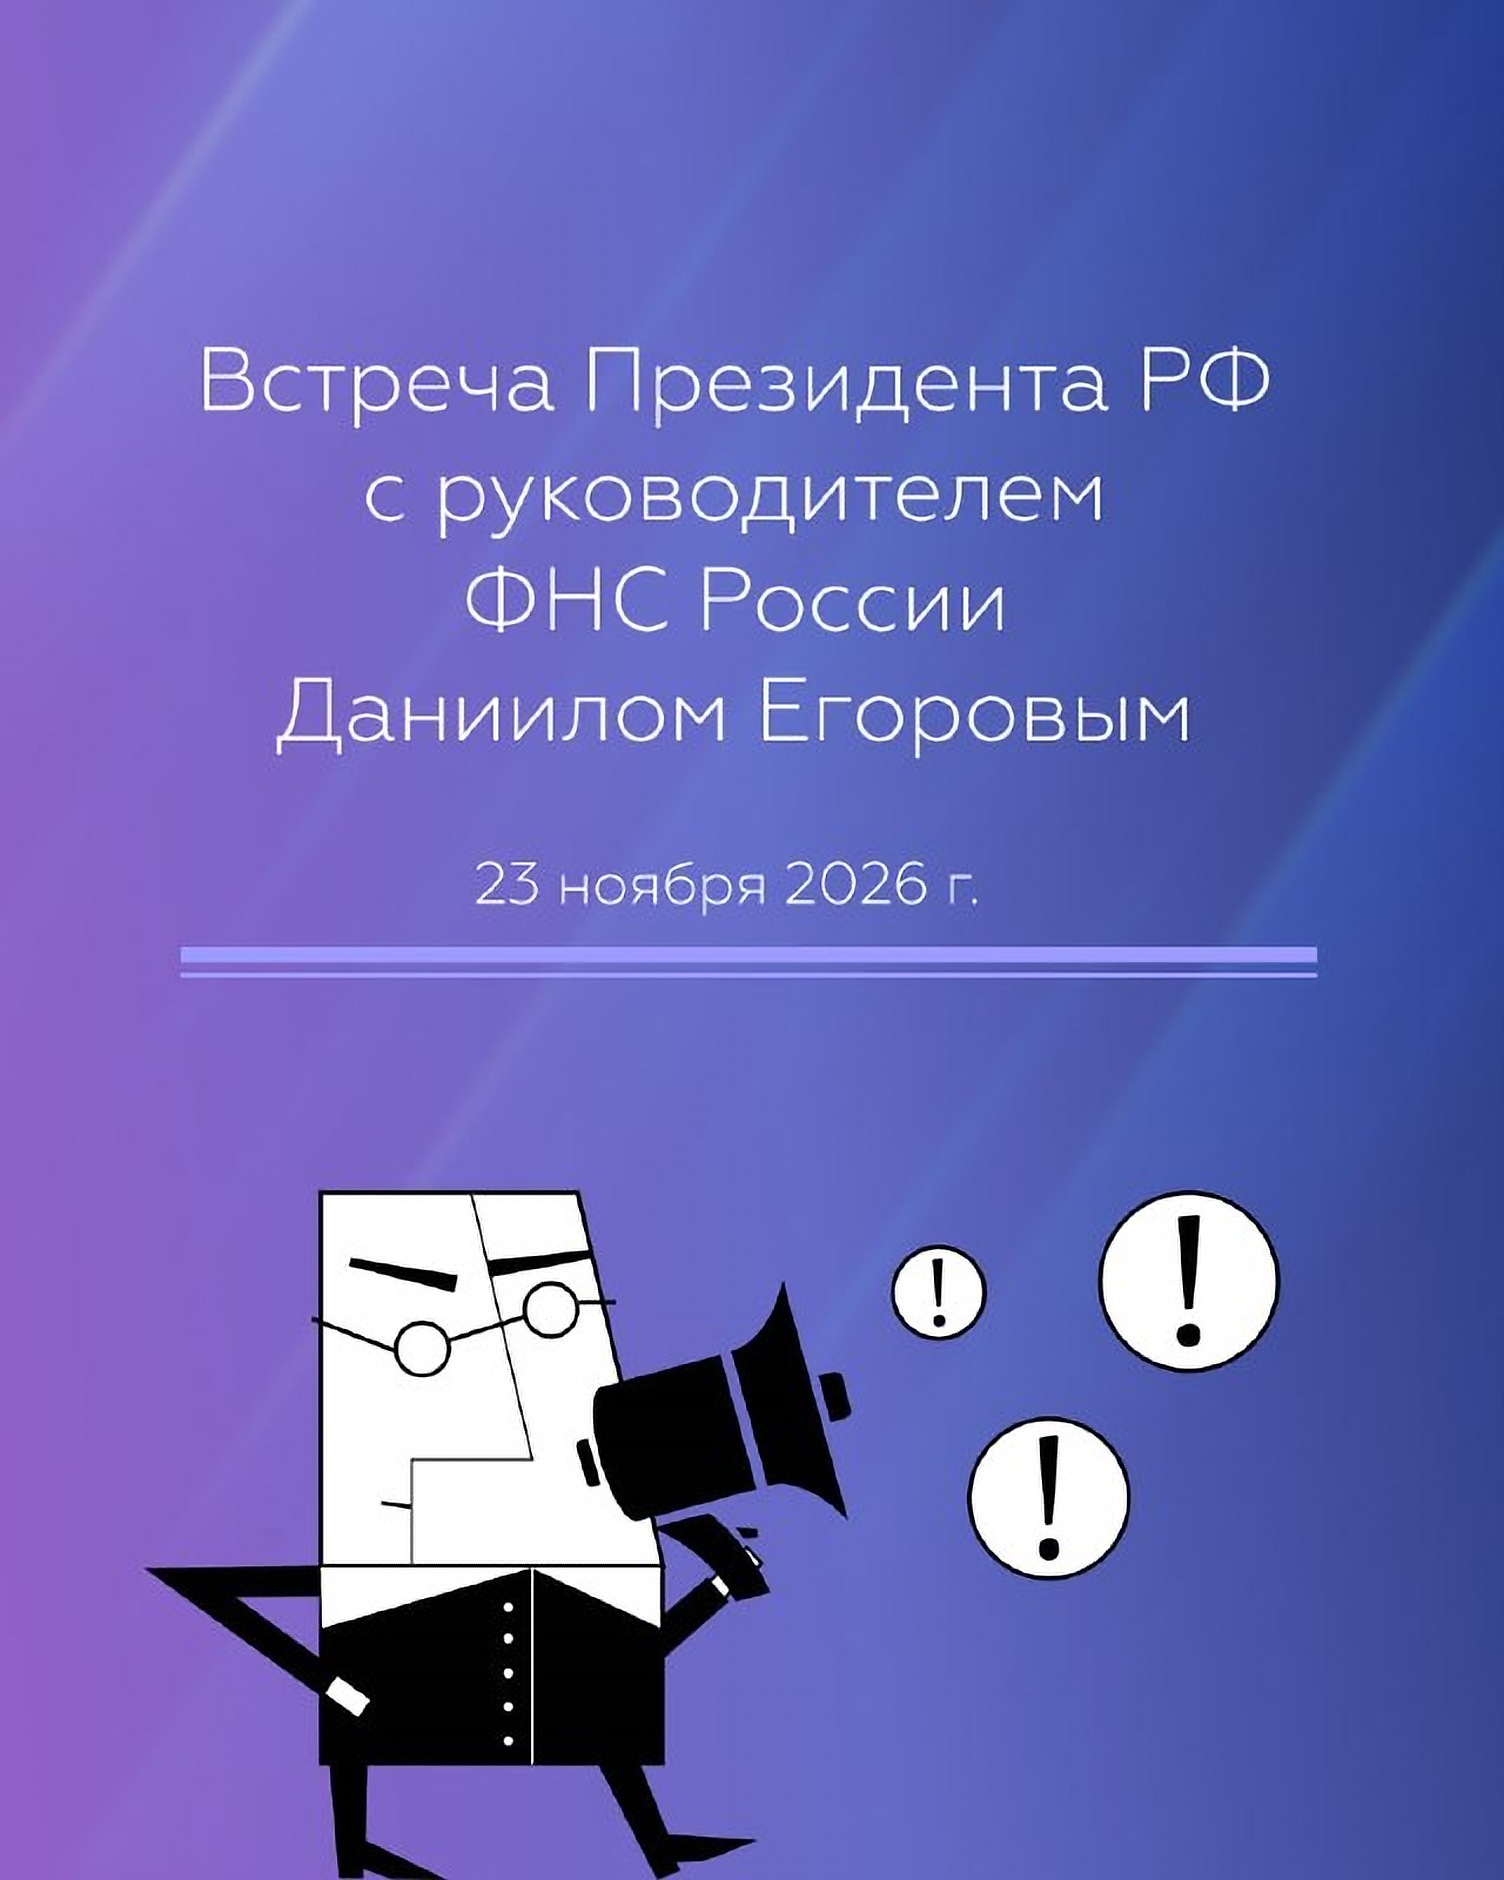 Встреча Президента РФ
с руководителем
ФНС России
Даниилом Егоровым
23 ноября 2026 г.
!
!
!